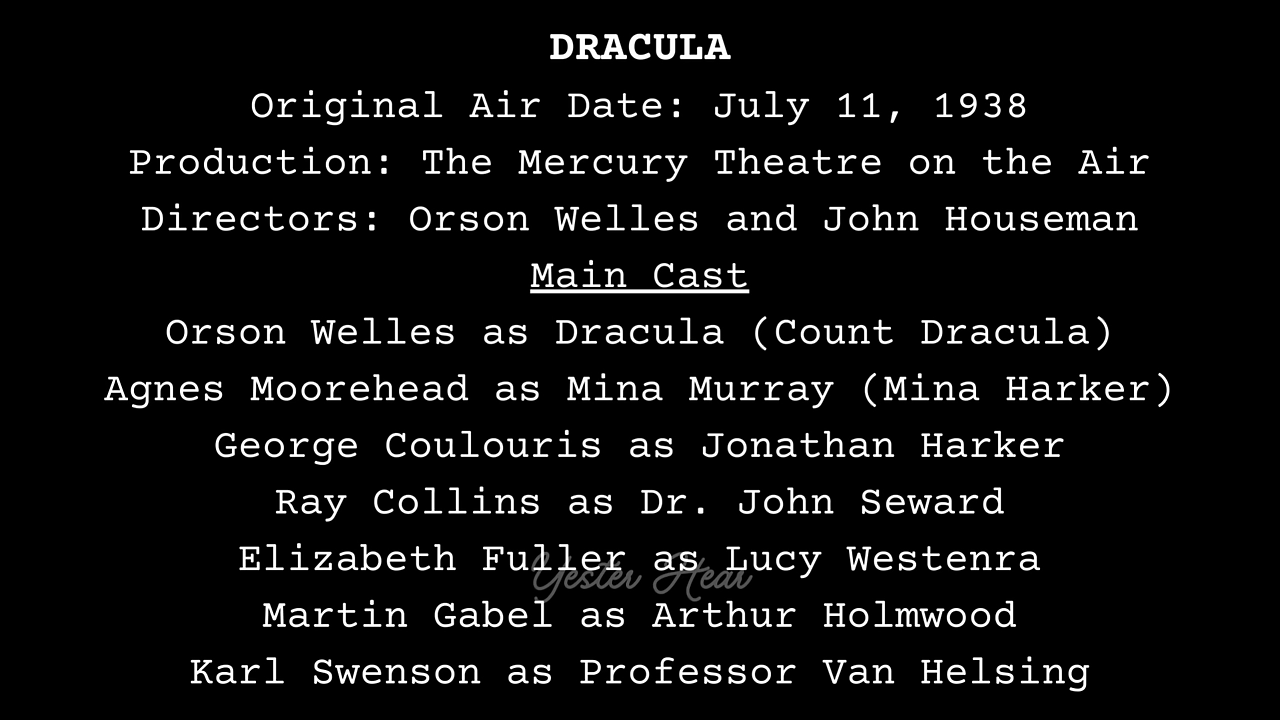 DRACULA
Original Air Date: July 11, 1938
Production: The Mercury Theatre on the Air
Directors: Orson Welles and John Houseman
Main Cast
Orson Welles as Dracula (Count Dracula)
Agnes Moorehead as Mina Murray (Mina Harker)
George Coulouris as Jonathan Harker
Ray Collins as Dr. John Seward
Elizabeth Fuller as Lucy Westenra
Yester Hear
Martin Gabel as Arthur Holmwood
Karl Swenson as Professor Van Helsing